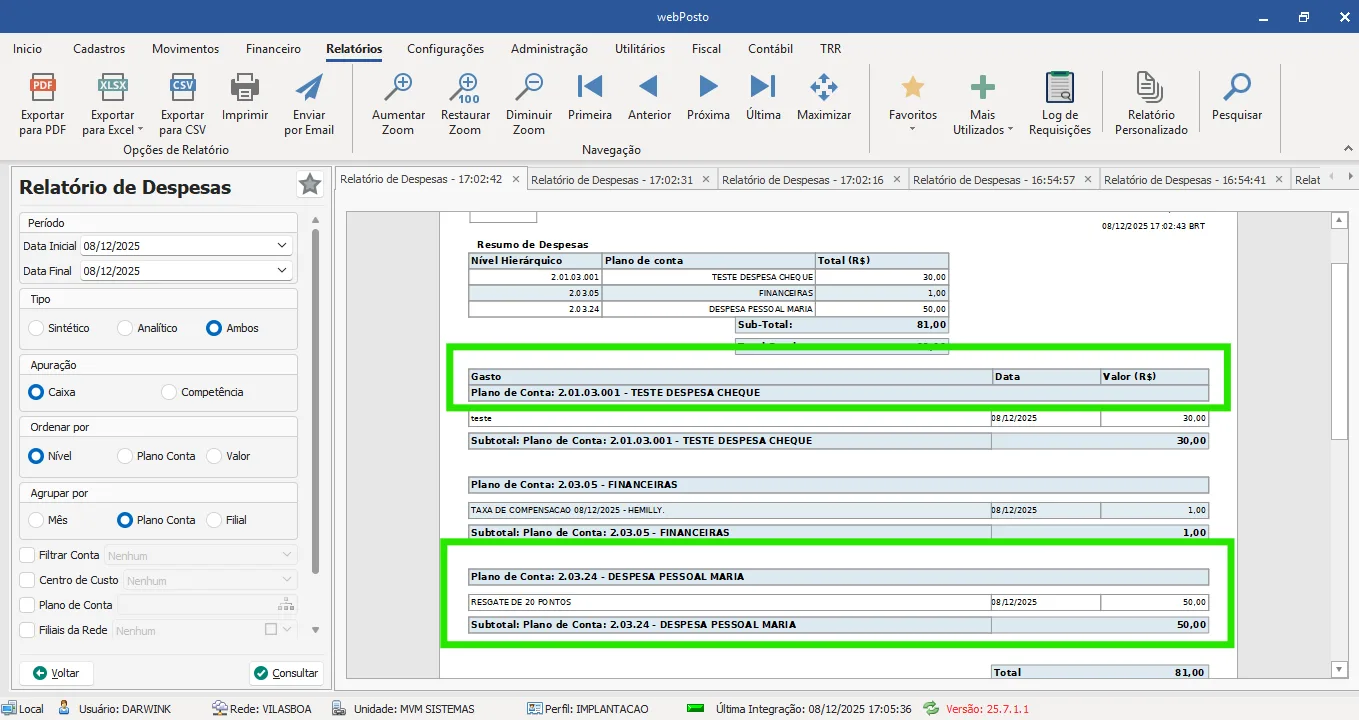 webPosto
Inicio Cadastros Movimentos Financeiro Relatórios Configurações Administração Utilitários Fiscal Contábil TRR
PDF XLSX CSV 100
Exportar para PDF
Exportar para Excel
Exportar para CSV
Imprimir
Enviar por Email
Aumentar Zoom
Restaurar Zoom
Diminuir Zoom
Primeira
Anterior
Próxima
Última
Maximizar
Favoritos
Mais Utilizados
Log de Requisições
Relatório Personalizado
Pesquisar
Opções de Relatório
Navegação
Relatório de Despesas
Período
Data Inicial 08/12/2025
Data Final 08/12/2025
Tipo
Sintético Analítico Ambos
Apuração
Caixa Competência
Ordenar por
Nível Plano Conta Valor
Agrupar por
Mês Plano Conta Filial
Filtrar Conta Nenhum
Centro de Custo Nenhum
Plano de Conta
Filiais da Rede Nenhum
Voltar Consultar
Relatório de Despesas - 17:02:42 Relatório de Despesas - 17:02:31 Relatório de Despesas - 17:02:16 Relatório de Despesas - 16:54:57 Relatório de Despesas - 16:54:41 Relat
08/12/2025 17:02:43 BRT
Resumo de Despesas
Nível Hierárquico Plano de conta Total (R$)
2.01.03.001 TESTE DESPESA CHEQUE 30,00
2.03.05 FINANCEIRAS 1,00
2.03.24 DESPESA PESSOAL MARIA 50,00
Sub-Total: 81,00
Gasto Data Valor (R$)
Plano de Conta: 2.01.03.001 - TESTE DESPESA CHEQUE
teste 08/12/2025 30,00
Subtotal: Plano de Conta: 2.01.03.001 - TESTE DESPESA CHEQUE 30,00
Plano de Conta: 2.03.05 - FINANCEIRAS
TAXA DE COMPENSACAO 08/12/2025 - HEMILLY. 08/12/2025 1,00
Subtotal: Plano de Conta: 2.03.05 - FINANCEIRAS 1,00
Plano de Conta: 2.03.24 - DESPESA PESSOAL MARIA
RESGATE DE 20 PONTOS 08/12/2025 50,00
Subtotal: Plano de Conta: 2.03.24 - DESPESA PESSOAL MARIA 50,00
Total 81,00
Local Usuário: DARWINK Rede: VILASBOA Unidade: MVM SISTEMAS Perfil: IMPLANTACAO Última Integração: 08/12/2025 17:05:36 Versão: 25.7.1.1